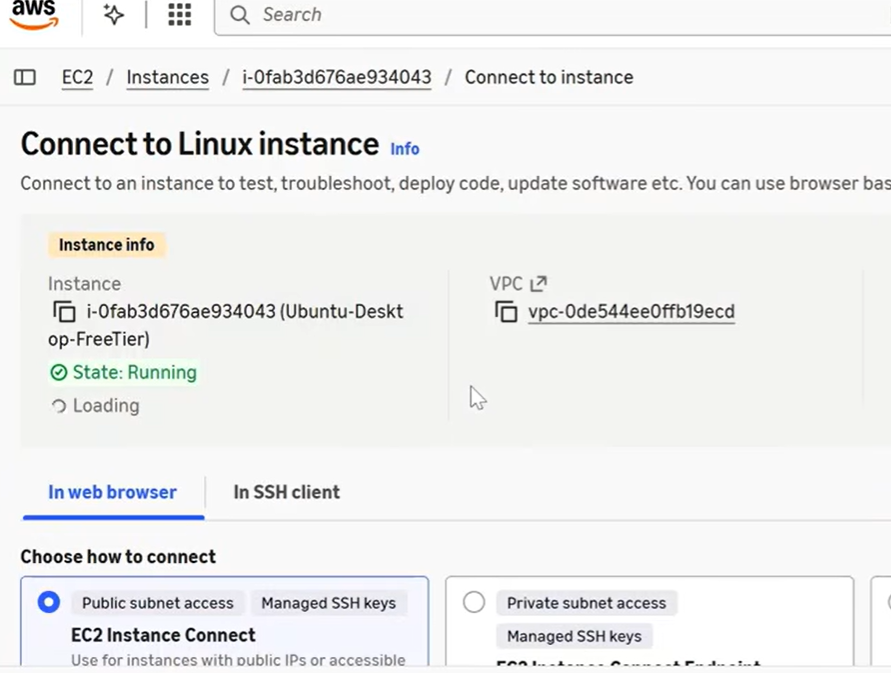 aws
Search
EC2 / Instances / i-0fab3d676ae934043 / Connect to instance
Connect to Linux instance Info
Connect to an instance to test, troubleshoot, deploy code, update software etc. You can use browser bas
Instance info
Instance
i-0fab3d676ae934043 (Ubuntu-Deskt
op-FreeTier)
State: Running
Loading
VPC
vpc-0de544ee0ffb19ecd
In web browser
In SSH client
Choose how to connect
Public subnet access Managed SSH keys
EC2 Instance Connect
Use for instances with public IPs or accessible
Private subnet access
Managed SSH keys
EC2 Instance Connect Endpoint